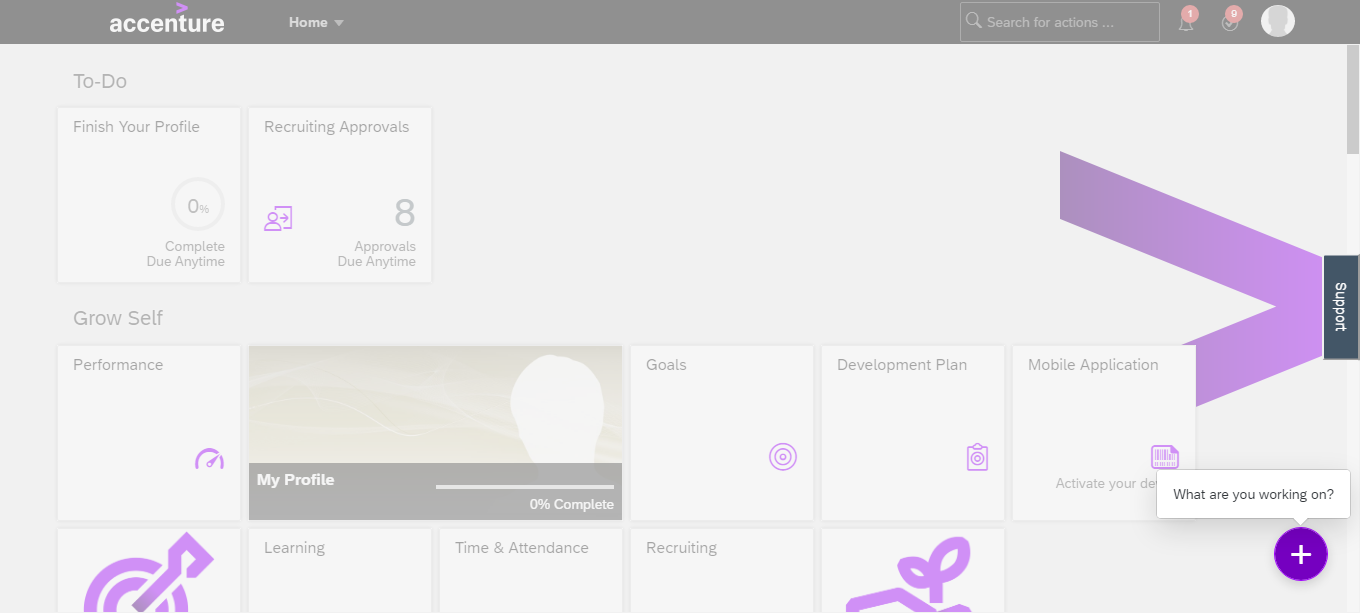 accenture
Home
Search for actions ...
1
9
To-Do
Finish Your Profile
0%
Complete
Due Anytime
Recruiting Approvals
8
Approvals
Due Anytime
Support
Grow Self
Performance
My Profile
0% Complete
Goals
Development Plan
Mobile Application
Activate your de
What are you working on?
Learning
Time & Attendance
Recruiting